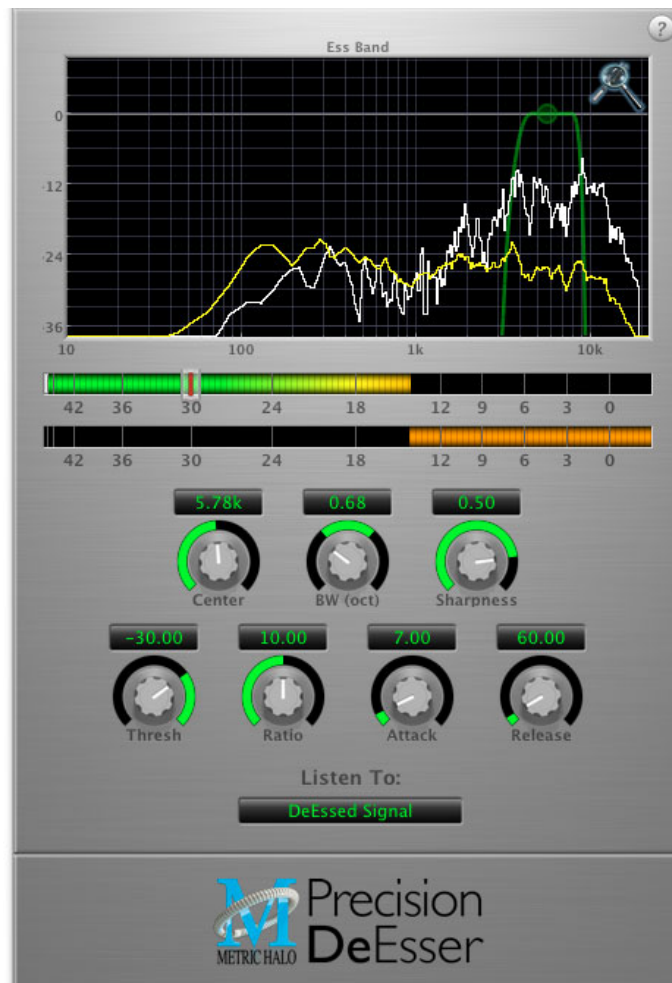 ?
Ess Band
0
-12
-24
-36
10 100 1k 10k
42 36 30 24 18 12 9 6 3 0
42 36 30 24 18 12 9 6 3 0
5.78k 0.68 0.50
Center BW (oct) Sharpness
-30.00 10.00 7.00 60.00
Thresh Ratio Attack Release
Listen To:
DeEssed Signal
M
METRIC HALO
Precision
DeEsser